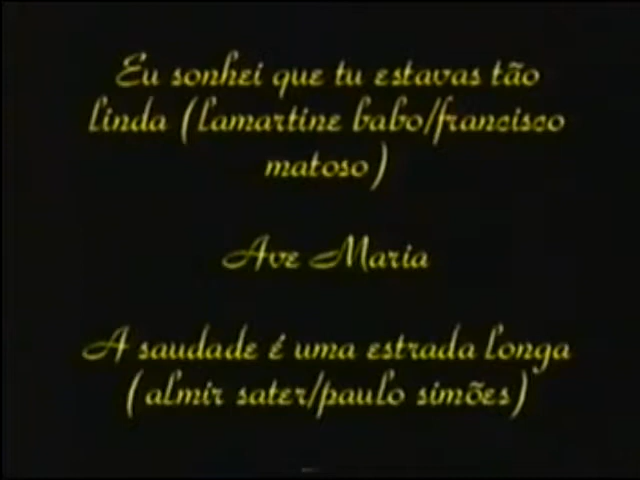 Eu sonhei que tu estavas tão
linda (lamartine babo/francisco
matoso)
Ave Maria
A saudade é uma estrada longa
(almir sater/paulo simões)